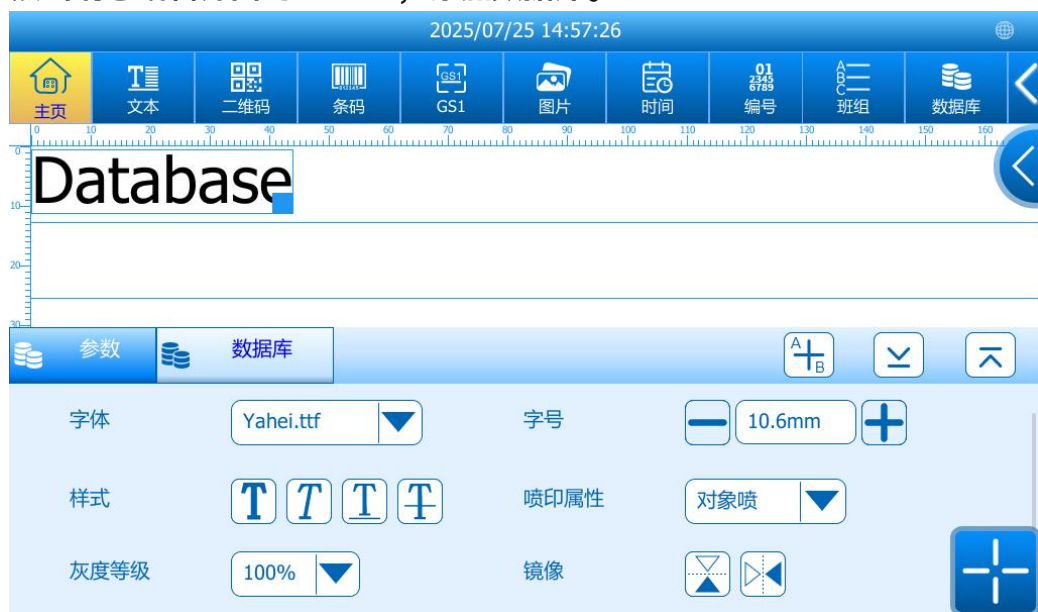 2025/07/25 14:57:26
主页 文本 二维码 条码 GS1 图片 时间 编号 班组 数据库
0 10 20 30 40 50 60 70 80 90 100 110 120 130 140 150 160
0
Database
10
20
30
参数 数据库
字体 Yahei.ttf 字号 10.6mm
样式 T T T T 喷印属性 对象喷
灰度等级 100% 镜像